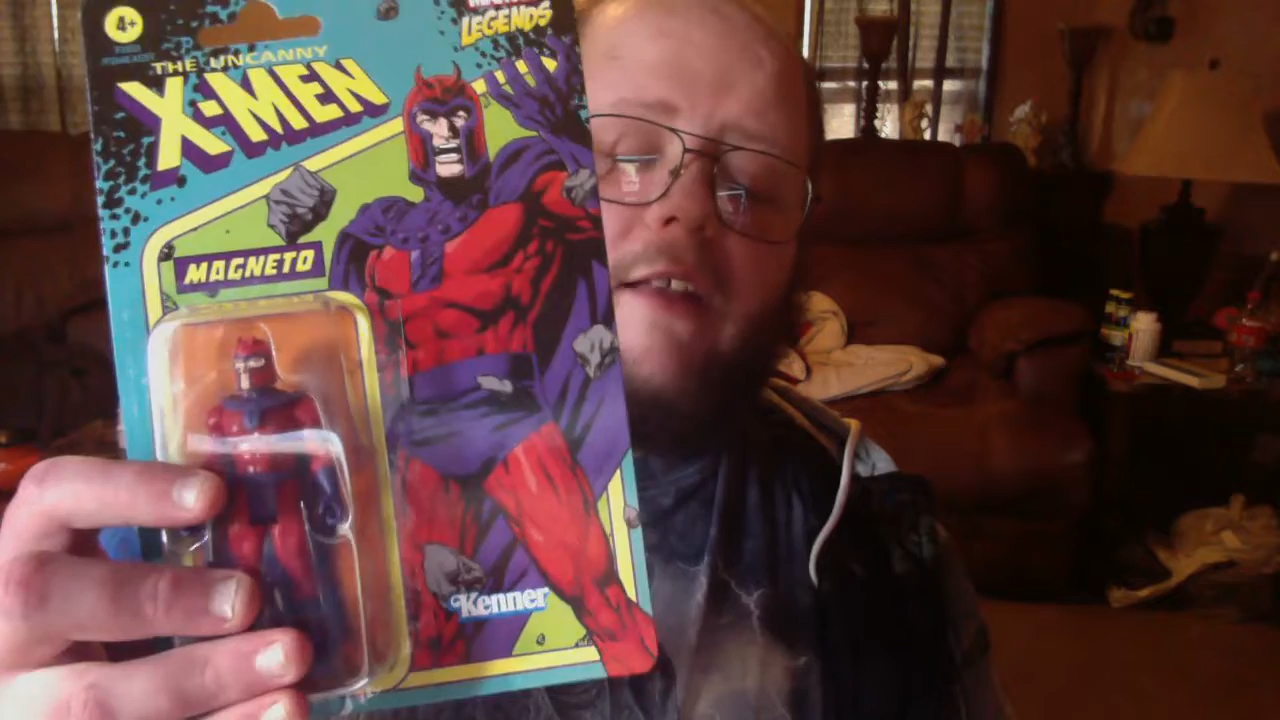 4+
LEGENDS
THE UNCANNY
X-MEN
MAGNETO
Kenner